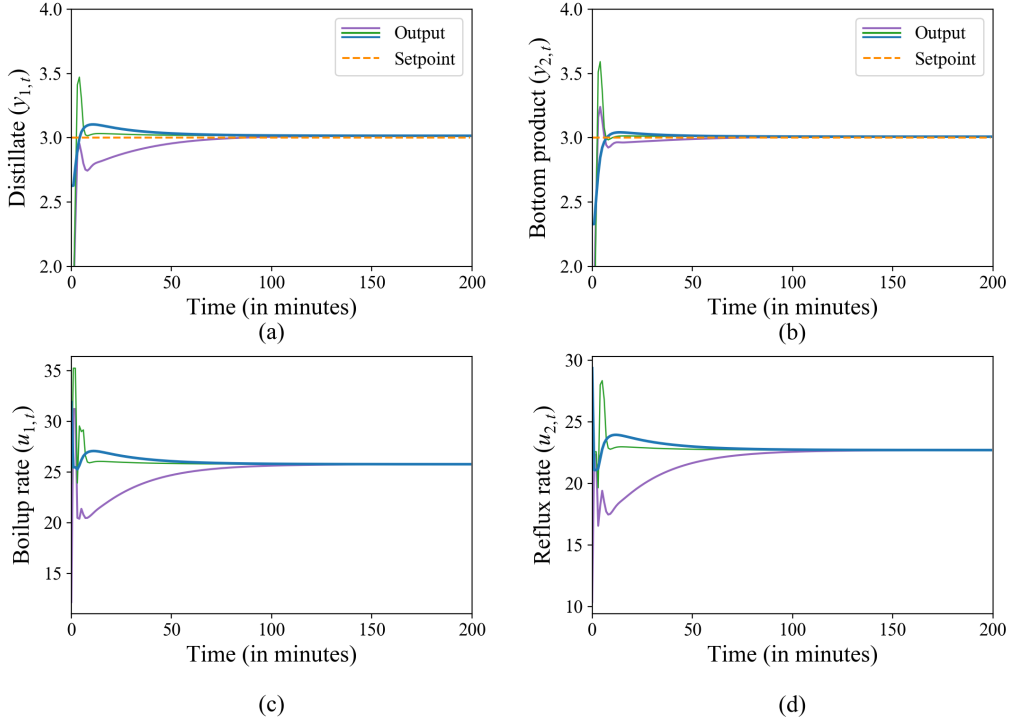 4.0
3.5
3.0
2.5
2.0
Distillate (y1,t)
Output
Setpoint
0 50 100 150 200
Time (in minutes)
(a)
4.0
3.5
3.0
2.5
2.0
Bottom product (y2,t)
Output
Setpoint
0 50 100 150 200
Time (in minutes)
(b)
35
30
25
20
15
Boilup rate (u1,t)
0 50 100 150 200
Time (in minutes)
(c)
30
25
20
15
10
Reflux rate (u2,t)
0 50 100 150 200
Time (in minutes)
(d)